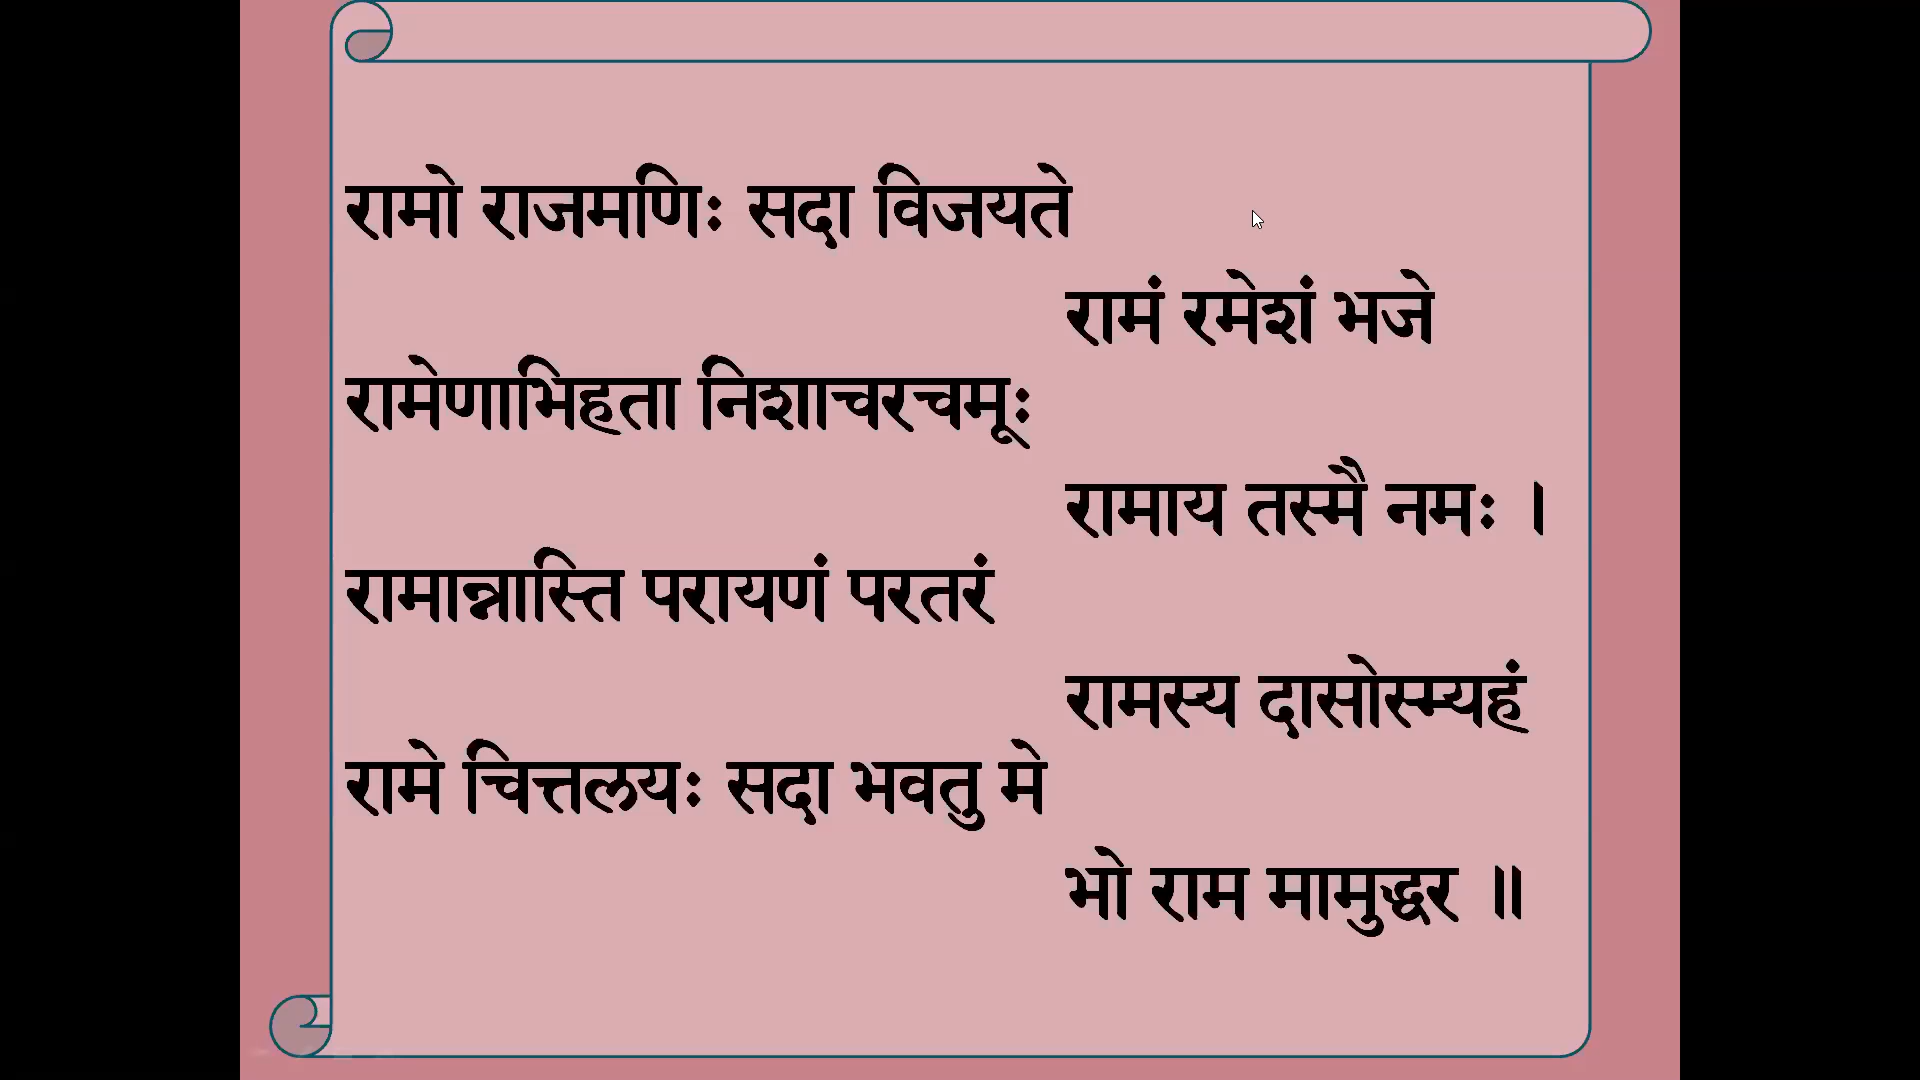 रामो राजमणिः सदा विजयते
रामं रमेशं भजे
रामेणाभिहता निशाचरचमूः
रामाय तस्मै नमः ।
रामान्नास्ति परायणं परतरं
रामस्य दासोस्म्यहं
रामे चित्तलयः सदा भवतु मे
भो राम मामुद्धर ॥